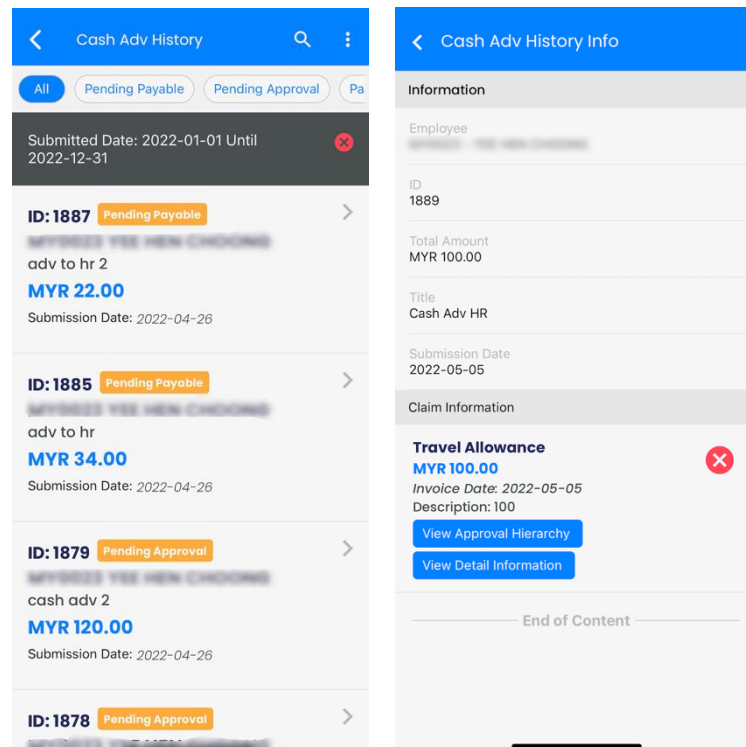 Cash Adv History
All
Pending Payable
Pending Approval
Pa
Submitted Date: 2022-01-01 Until
2022-12-31
ID: 1887 Pending Payable
adv to hr 2
MYR 22.00
Submission Date: 2022-04-26
ID: 1885 Pending Payable
adv to hr
MYR 34.00
Submission Date: 2022-04-26
ID: 1879 Pending Approval
cash adv 2
MYR 120.00
Submission Date: 2022-04-26
ID: 1878 Pending Approval
Cash Adv History Info
Information
Employee
ID
1889
Total Amount
MYR 100.00
Title
Cash Adv HR
Submission Date
2022-05-05
Claim Information
Travel Allowance
MYR 100.00
Invoice Date: 2022-05-05
Description: 100
View Approval Hierarchy
View Detail Information
End of Content